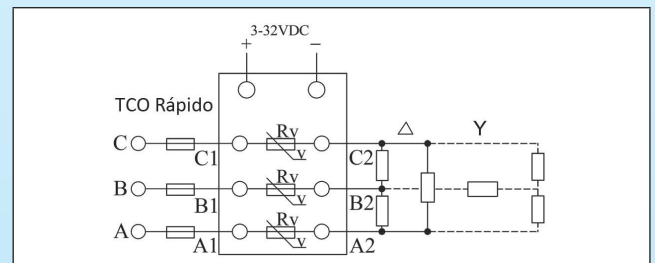 3-32VDC
+ −
TCO Rápido
△ Y
C C1 Rv v C2
B B1 Rv v B2
A A1 Rv v A2